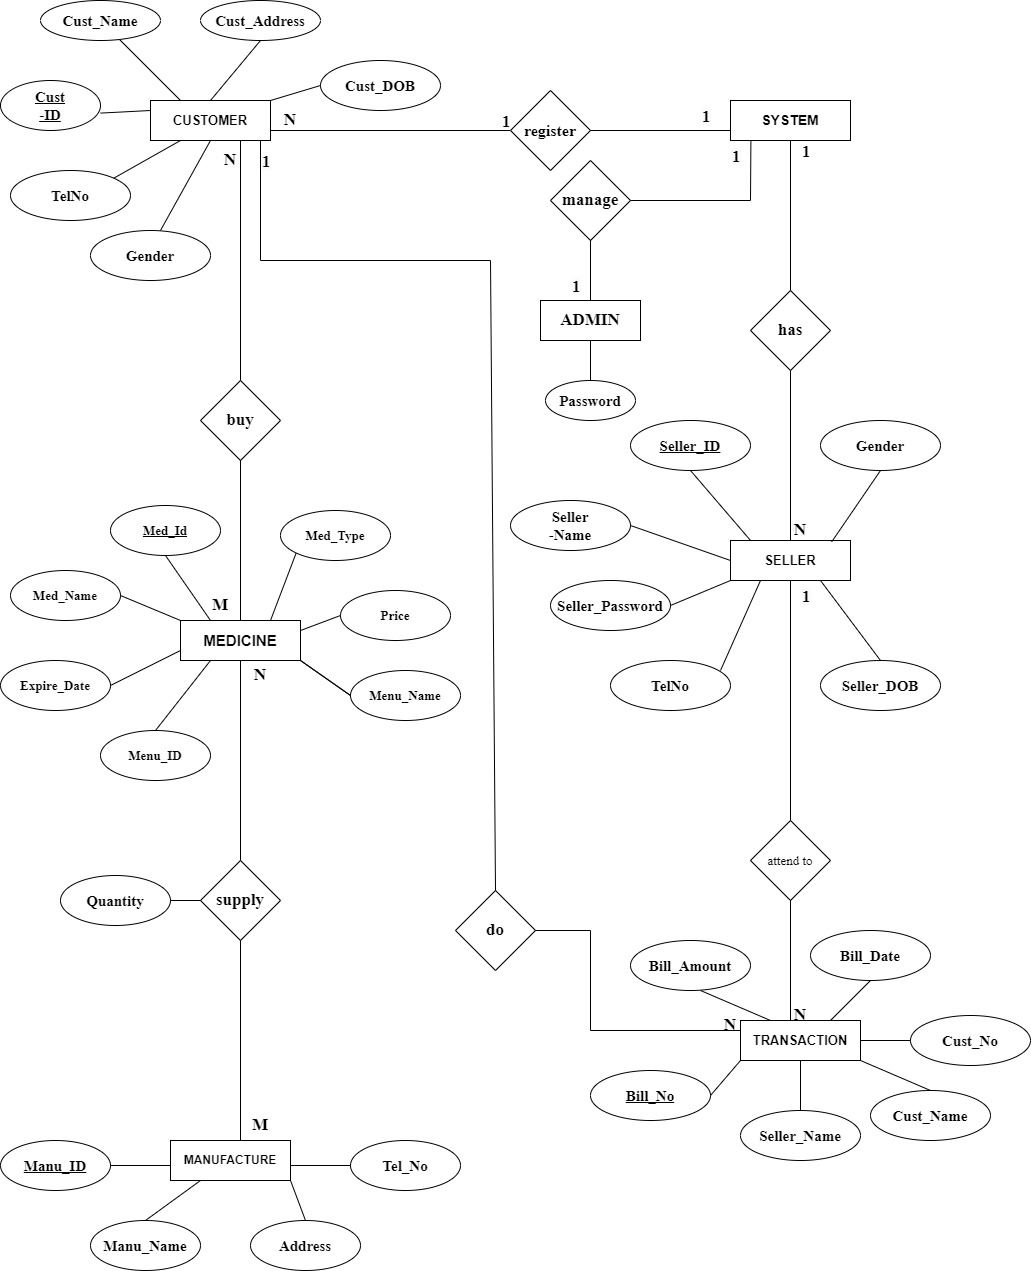 Cust_Name
Cust_Address
Cust
-ID
Cust_DOB
CUSTOMER
N
1
register
1
SYSTEM
N
1
1
1
TelNo
manage
Gender
1
ADMIN
has
Password
buy
Seller_ID
Gender
Med_Id
Med_Type
Seller
-Name
N
SELLER
Med_Name
M
Price
Seller_Password
1
MEDICINE
N
Expire_Date
Menu_Name
TelNo
Seller_DOB
Menu_ID
attend to
Quantity
supply
do
Bill_Amount
Bill_Date
N
N
TRANSACTION
Cust_No
Bill_No
Cust_Name
Seller_Name
M
Manu_ID
MANUFACTURE
Tel_No
Manu_Name
Address